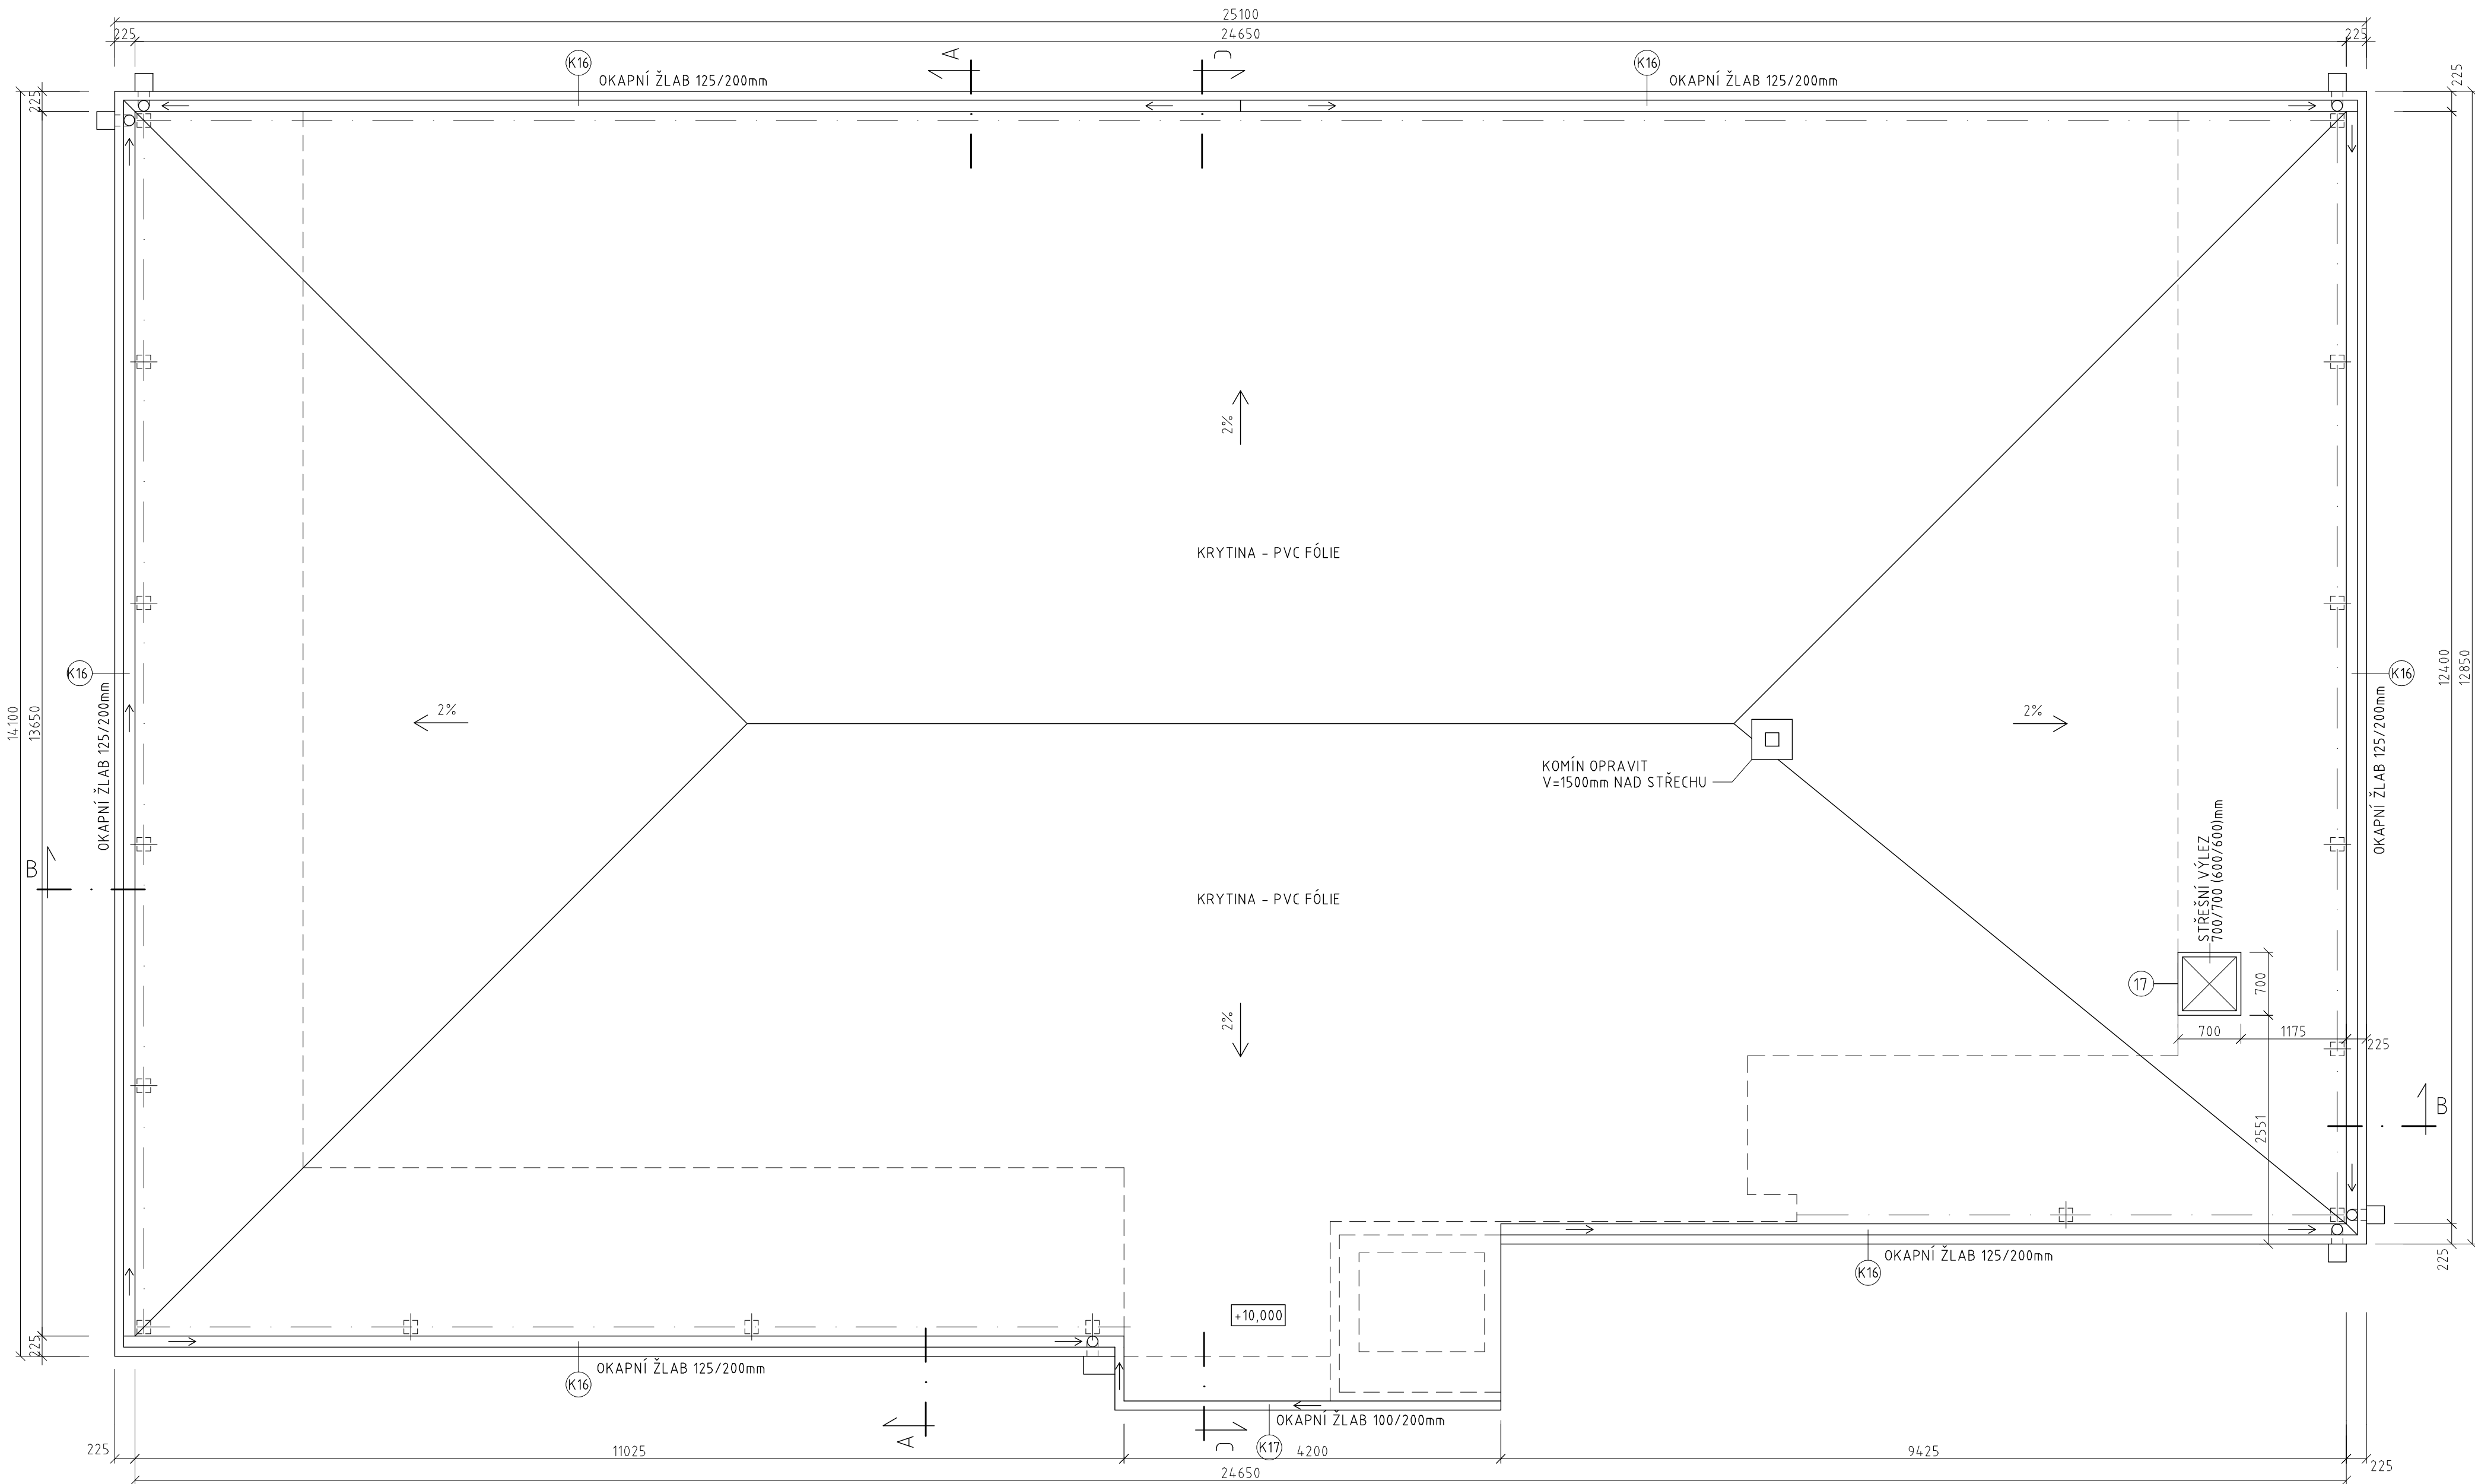 25100
225
24650
225
K16
OKAPNÍ ŽLAB 125/200mm
A
C
K16
OKAPNÍ ŽLAB 125/200mm
225
225
2%
KRYTINA - PVC FÓLIE
14100
13650
K16
OKAPNÍ ŽLAB 125/200mm
2%
2%
K16
OKAPNÍ ŽLAB 125/200mm
12400
12850
KOMÍN OPRAVIT
V=1500mm NAD STŘECHU
B
KRYTINA - PVC FÓLIE
STŘEŠNÍ VÝLEZ
700/700 (600/600)mm
17
700
2%
700
1175
225
2551
B
K16
OKAPNÍ ŽLAB 125/200mm
225
+10,000
225
K16
OKAPNÍ ŽLAB 125/200mm
OKAPNÍ ŽLAB 100/200mm
A
C
K17
225
11025
4200
9425
225
24650